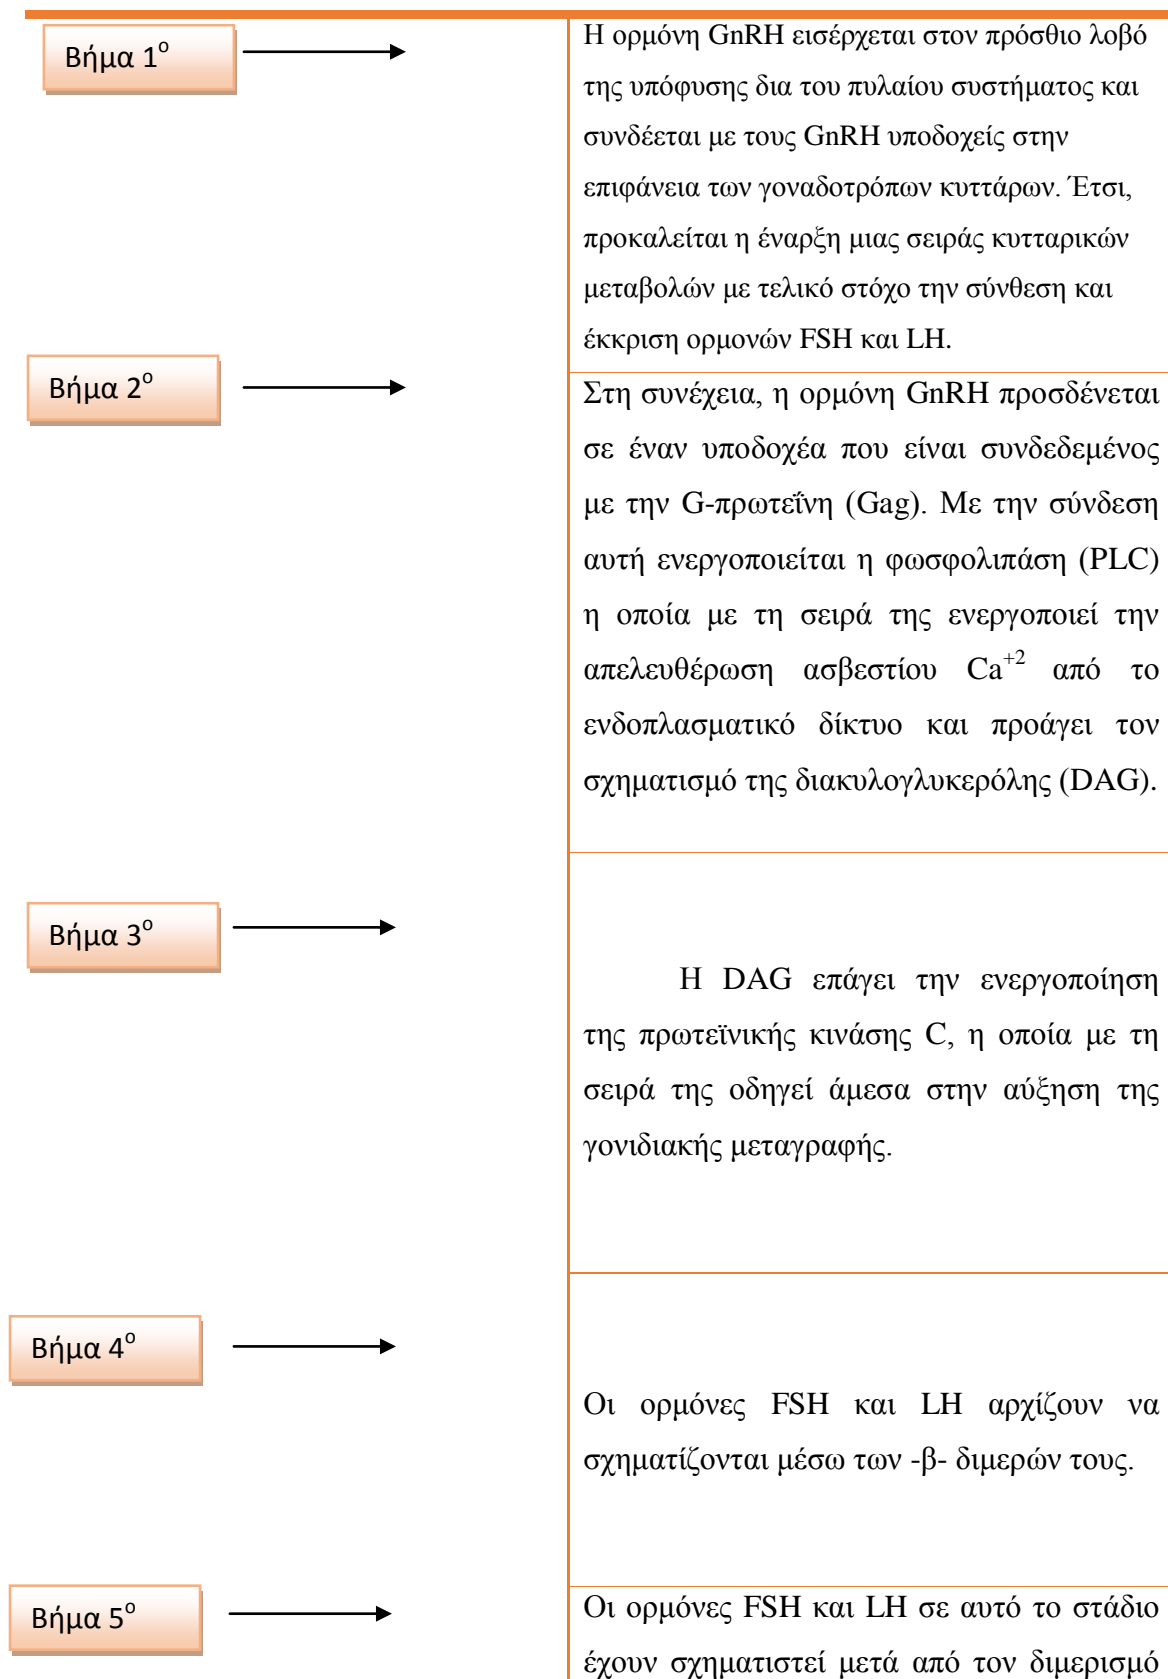 Βήμα 1ο
Η ορμόνη GnRH εισέρχεται στον πρόσθιο λοβό
της υπόφυσης δια του πυλαίου συστήματος και
συνδέεται με τους GnRH υποδοχείς στην
επιφάνεια των γοναδοτρόπων κυττάρων. Έτσι,
προκαλείται η έναρξη μιας σειράς κυτταρικών
μεταβολών με τελικό στόχο την σύνθεση και
έκκριση ορμονών FSH και LH.
Βήμα 2ο
Στη συνέχεια, η ορμόνη GnRH προσδένεται
σε έναν υποδοχέα που είναι συνδεδεμένος
με την G-πρωτεΐνη (Gag). Με την σύνδεση
αυτή ενεργοποιείται η φωσφολιπάση (PLC)
η οποία με τη σειρά της ενεργοποιεί την
απελευθέρωση ασβεστίου Ca+2 από το
ενδοπλασματικό δίκτυο και προάγει τον
σχηματισμό της διακυλογλυκερόλης (DAG).
Βήμα 3ο
Η DAG επάγει την ενεργοποίηση
της πρωτεϊνικής κινάσης C, η οποία με τη
σειρά της οδηγεί άμεσα στην αύξηση της
γονιδιακής μεταγραφής.
Βήμα 4ο
Οι ορμόνες FSH και LH αρχίζουν να
σχηματίζονται μέσω των -β- διμερών τους.
Βήμα 5ο
Οι ορμόνες FSH και LH σε αυτό το στάδιο
έχουν σχηματιστεί μετά από τον διμερισμό